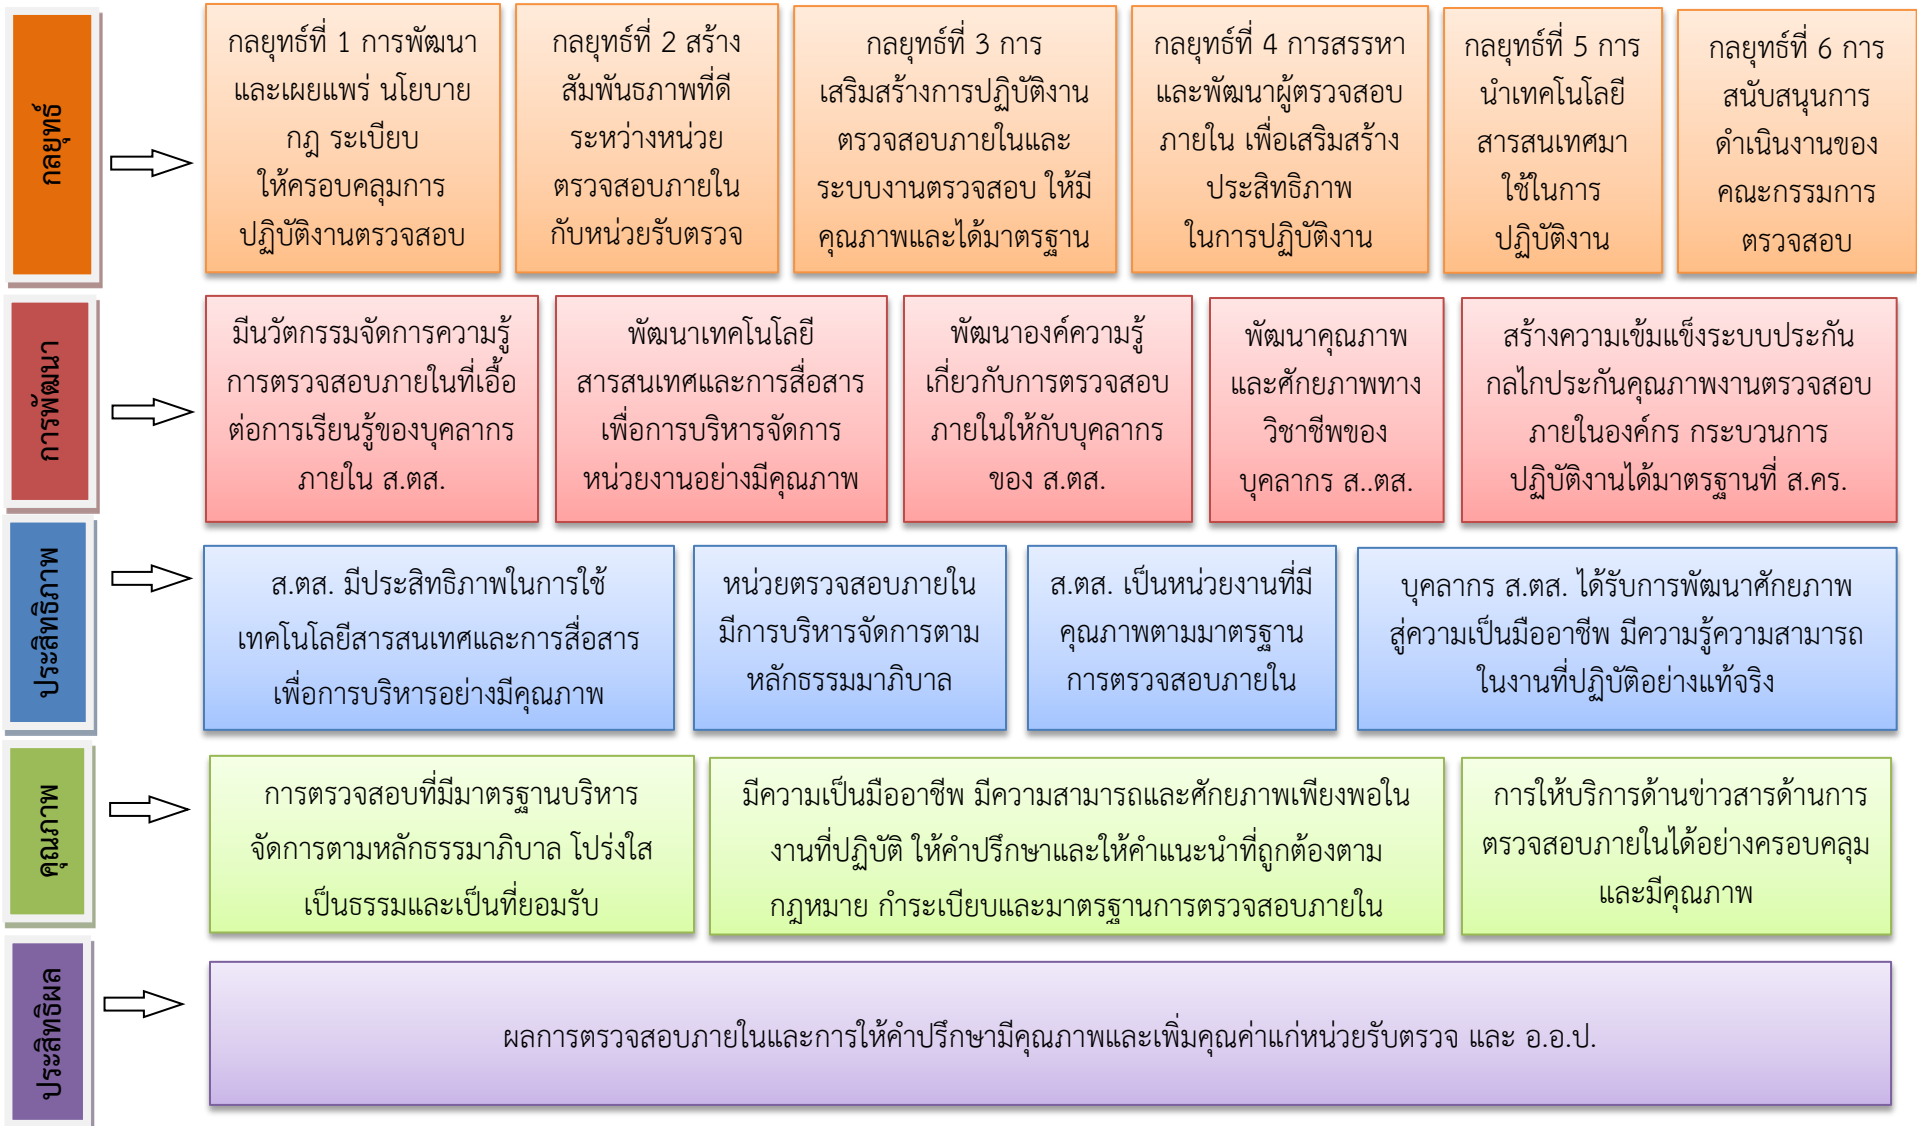 กลยุทธ์
กลยุทธ์ที่ 1 การพัฒนา
และเผยแพร่ นโยบาย
กฎ ระเบียบ
ให้ครอบคลุมการ
ปฏิบัติงานตรวจสอบ
กลยุทธ์ที่ 2 สร้าง
สัมพันธภาพที่ดี
ระหว่างหน่วย
ตรวจสอบภายใน
กับหน่วยรับตรวจ
กลยุทธ์ที่ 3 การ
เสริมสร้างการปฏิบัติงาน
ตรวจสอบภายในและ
ระบบงานตรวจสอบ ให้มี
คุณภาพและได้มาตรฐาน
กลยุทธ์ที่ 4 การสรรหา
และพัฒนาผู้ตรวจสอบ
ภายใน เพื่อเสริมสร้าง
ประสิทธิภาพ
ในการปฏิบัติงาน
กลยุทธ์ที่ 5 การ
นำเทคโนโลยี
สารสนเทศมา
ใช้ในการ
ปฏิบัติงาน
กลยุทธ์ที่ 6 การ
สนับสนุนการ
ดำเนินงานของ
คณะกรรมการ
ตรวจสอบ
การพัฒนา
มีนวัตกรรมจัดการความรู้
การตรวจสอบภายในที่เอื้อ
ต่อการเรียนรู้ของบุคลากร
ภายใน ส.ตส.
พัฒนาเทคโนโลยี
สารสนเทศและการสื่อสาร
เพื่อการบริหารจัดการ
หน่วยงานอย่างมีคุณภาพ
พัฒนาองค์ความรู้
เกี่ยวกับการตรวจสอบ
ภายในให้กับบุคลากร
ของ ส.ตส.
พัฒนาคุณภาพ
และศักยภาพทาง
วิชาชีพของ
บุคลากร ส..ตส.
สร้างความเข้มแข็งระบบประกัน
กลไกประกันคุณภาพงานตรวจสอบ
ภายในองค์กร กระบวนการ
ปฏิบัติงานได้มาตรฐานที่ ส.คร.
ประสิทธิภาพ
ส.ตส. มีประสิทธิภาพในการใช้
เทคโนโลยีสารสนเทศและการสื่อสาร
เพื่อการบริหารอย่างมีคุณภาพ
หน่วยตรวจสอบภายใน
มีการบริหารจัดการตาม
หลักธรรมมาภิบาล
ส.ตส. เป็นหน่วยงานที่มี
คุณภาพตามมาตรฐาน
การตรวจสอบภายใน
บุคลากร ส.ตส. ได้รับการพัฒนาศักยภาพ
สู่ความเป็นมืออาชีพ มีความรู้ความสามารถ
ในงานที่ปฏิบัติอย่างแท้จริง
คุณภาพ
การตรวจสอบที่มีมาตรฐานบริหาร
จัดการตามหลักธรรมาภิบาล โปร่งใส
เป็นธรรมและเป็นที่ยอมรับ
มีความเป็นมืออาชีพ มีความสามารถและศักยภาพเพียงพอใน
งานที่ปฏิบัติ ให้คำปรึกษาและให้คำแนะนำที่ถูกต้องตาม
กฎหมาย กำระเบียบและมาตรฐานการตรวจสอบภายใน
การให้บริการด้านข่าวสารด้านการ
ตรวจสอบภายในได้อย่างครอบคลุม
และมีคุณภาพ
ประสิทธิผล
ผลการตรวจสอบภายในและการให้คำปรึกษามีคุณภาพและเพิ่มคุณค่าแก่หน่วยรับตรวจ และ อ.อ.ป.